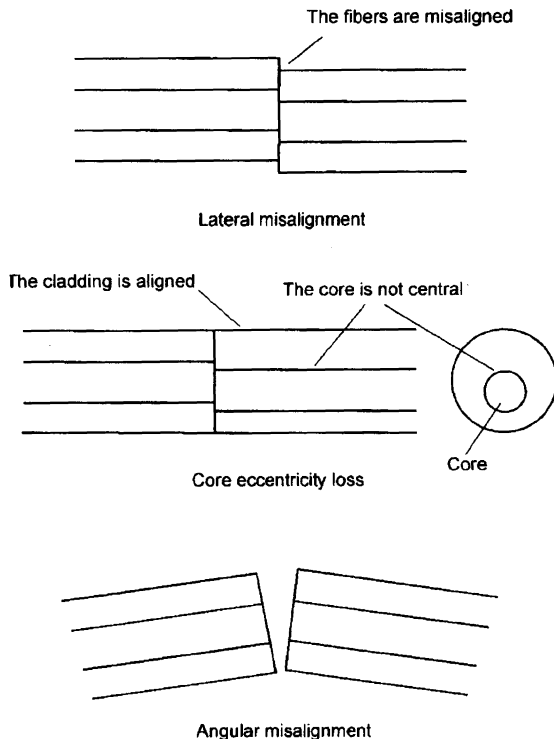 The fibers are misaligned
Lateral misalignment
The cladding is aligned
The core is not central
Core
Core eccentricity loss
Angular misalignment